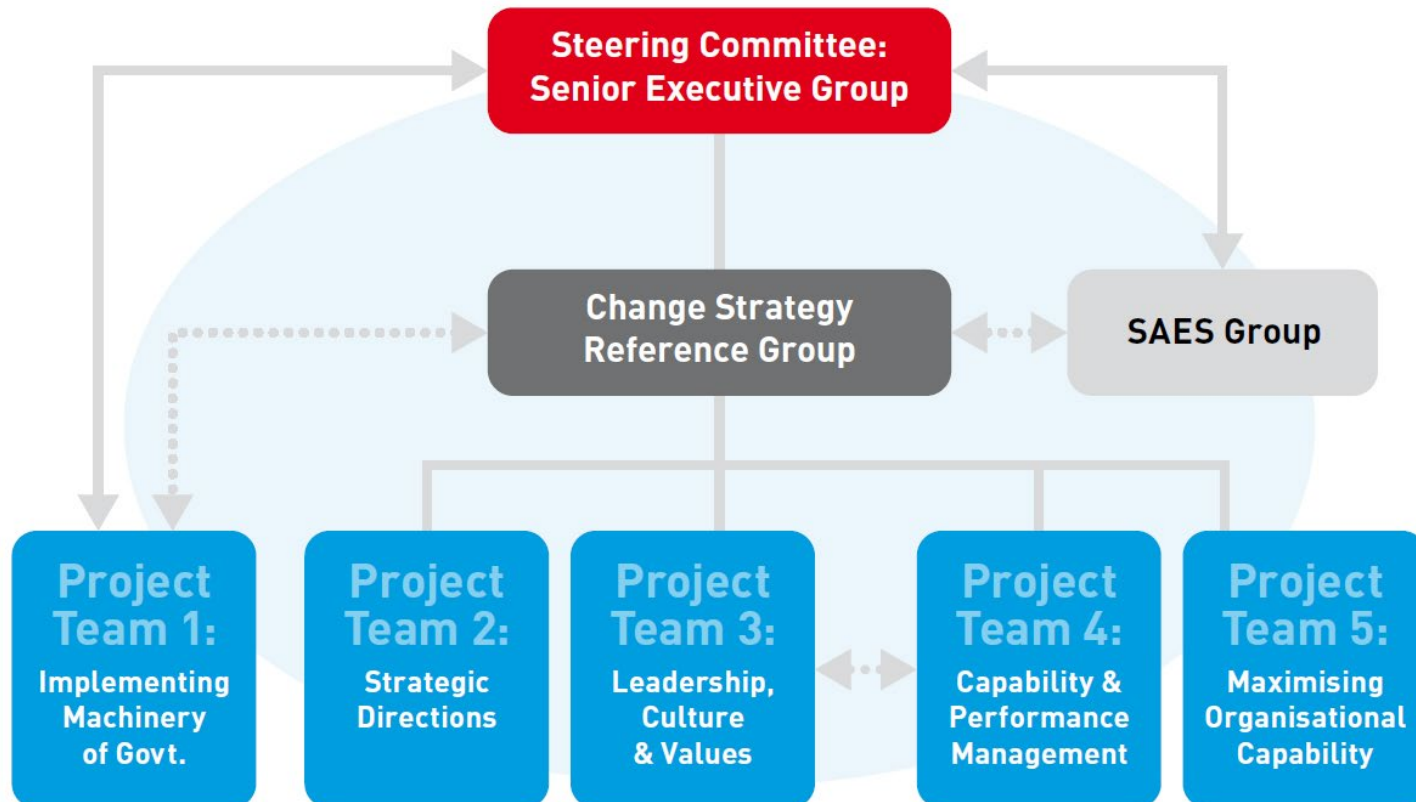 Steering Committee:
Senior Executive Group
Change Strategy
Reference Group
SAES Group
Project
Team 1:
Implementing
Machinery
of Govt.
Project
Team 2:
Strategic
Directions
Project
Team 3:
Leadership,
Culture
& Values
Project
Team 4:
Capability &
Performance
Management
Project
Team 5:
Maximising
Organisational
Capability